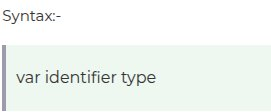 Syntax:-
var identifier type